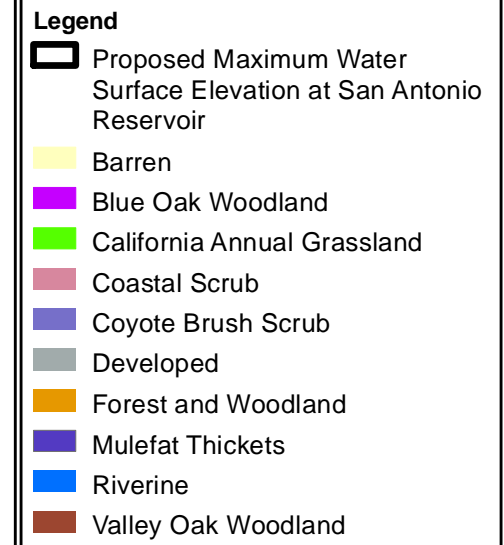 Legend
Proposed Maximum Water
Surface Elevation at San Antonio
Reservoir
Barren
Blue Oak Woodland
California Annual Grassland
Coastal Scrub
Coyote Brush Scrub
Developed
Forest and Woodland
Mulefat Thickets
Riverine
Valley Oak Woodland